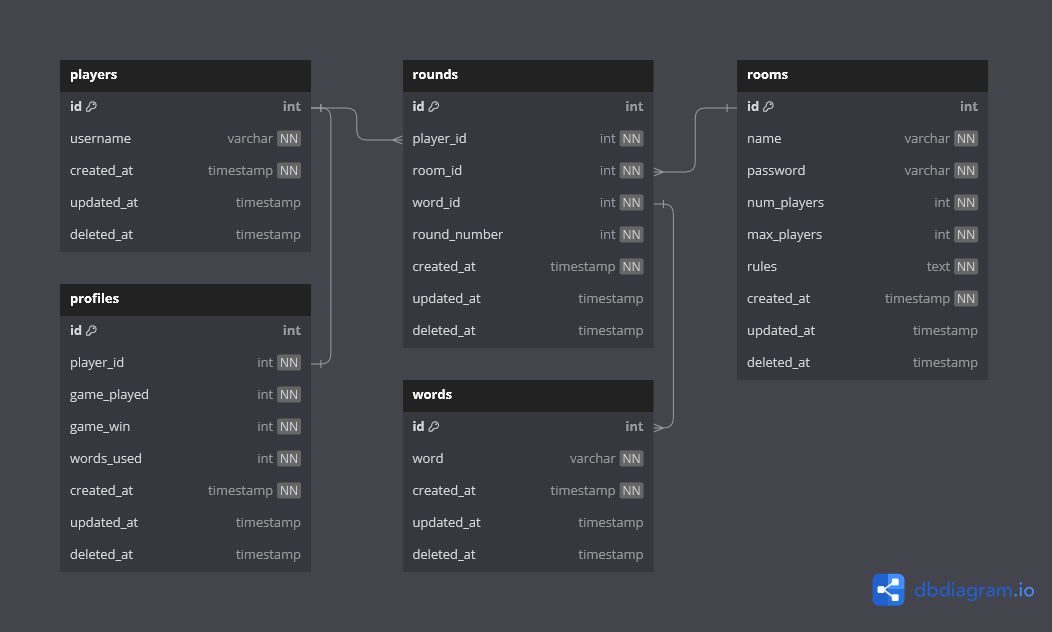 players
id int
username varchar NN
created_at timestamp NN
updated_at timestamp
deleted_at timestamp
profiles
id int
player_id int NN
game_played int NN
game_win int NN
words_used int NN
created_at timestamp NN
updated_at timestamp
deleted_at timestamp
rounds
id int
player_id int NN
room_id int NN
word_id int NN
round_number int NN
created_at timestamp NN
updated_at timestamp
deleted_at timestamp
words
id int
word varchar NN
created_at timestamp NN
updated_at timestamp
deleted_at timestamp
rooms
id int
name varchar NN
password varchar NN
num_players int NN
max_players int NN
rules text NN
created_at timestamp NN
updated_at timestamp
deleted_at timestamp
dbdiagram.io